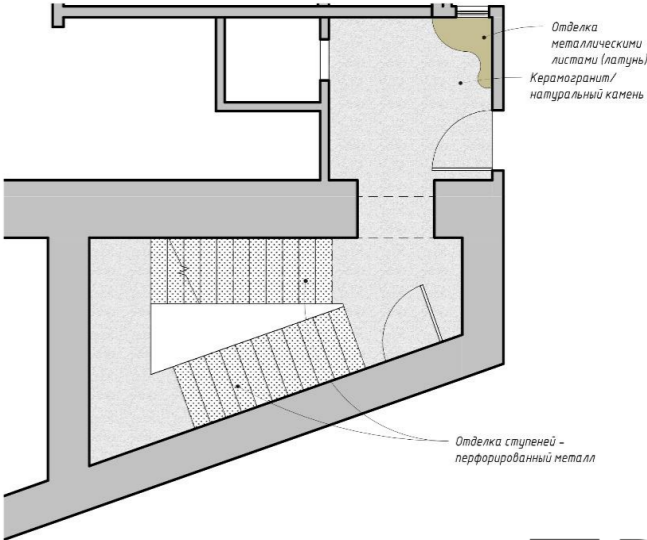 Отделка
металлическими
листами (латунь)
Керамогранит/
натуральный камень
Отделка ступеней –
перфорированный металл